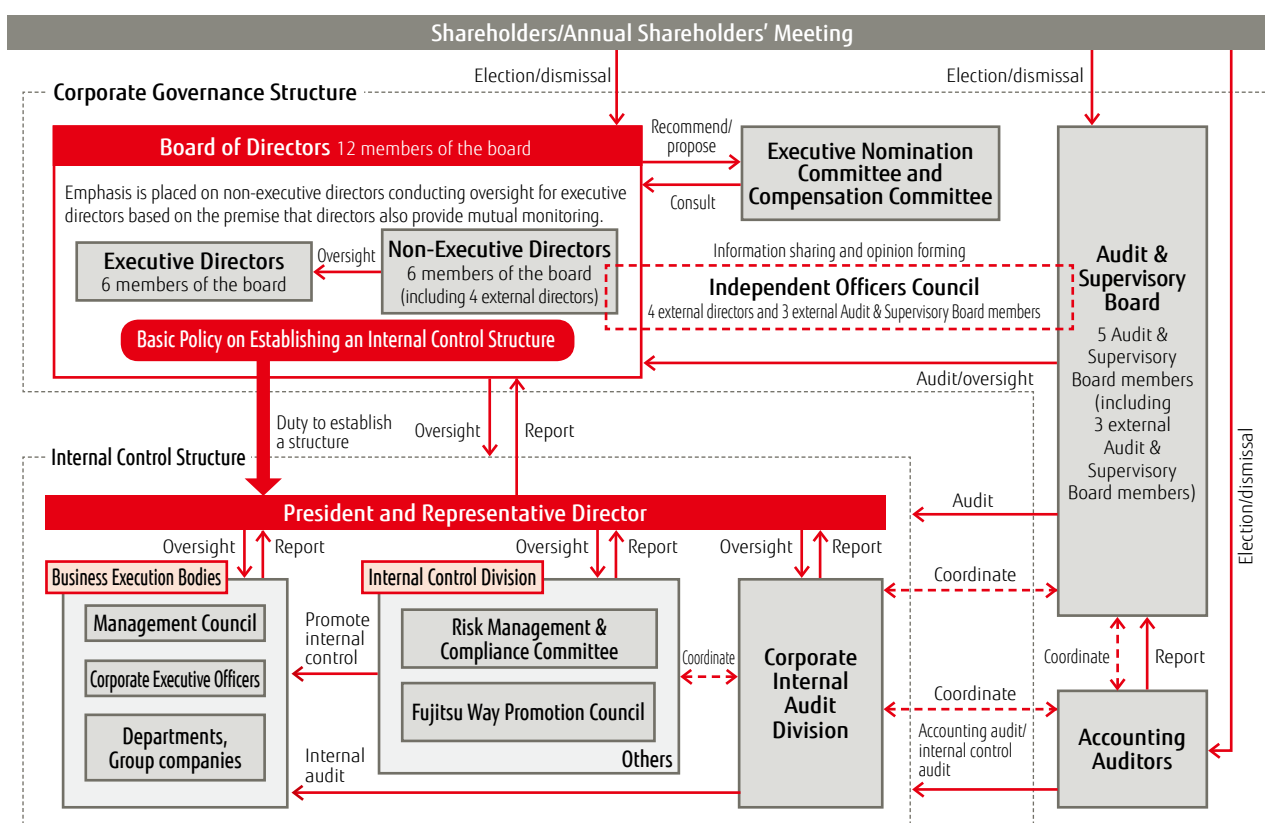 Shareholders/Annual Shareholders' Meeting
Election/dismissal
Election/dismissal
Corporate Governance Structure
Board of Directors 12 members of the board
Emphasis is placed on non-executive directors conducting oversight for executive
directors based on the premise that directors also provide mutual monitoring.
Executive Directors
6 members of the board
Oversight
Non-Executive Directors
6 members of the board
(including 4 external directors)
Basic Policy on Establishing an Internal Control Structure
Recommend/
propose
Consult
Executive Nomination
Committee and
Compensation Committee
Information sharing and opinion forming
Independent Officers Council
4 external directors and 3 external Audit & Supervisory Board members
Audit &
Supervisory
Board
5 Audit &
Supervisory
Board members
(including
3 external
Audit &
Supervisory
Board members)
Audit/oversight
Election/dismissal
Duty to establish
a structure
Oversight
Report
Internal Control Structure
President and Representative Director
Audit
Oversight
Report
Oversight
Report
Oversight
Report
Business Execution Bodies
Management Council
Corporate Executive Officers
Departments,
Group companies
Promote
internal
control
Internal
audit
Internal Control Division
Risk Management &
Compliance Committee
Fujitsu Way Promotion Council
Others
Coordinate
Corporate
Internal
Audit
Division
Coordinate
Coordinate
Accounting audit/
internal control
audit
Coordinate
Report
Accounting
Auditors